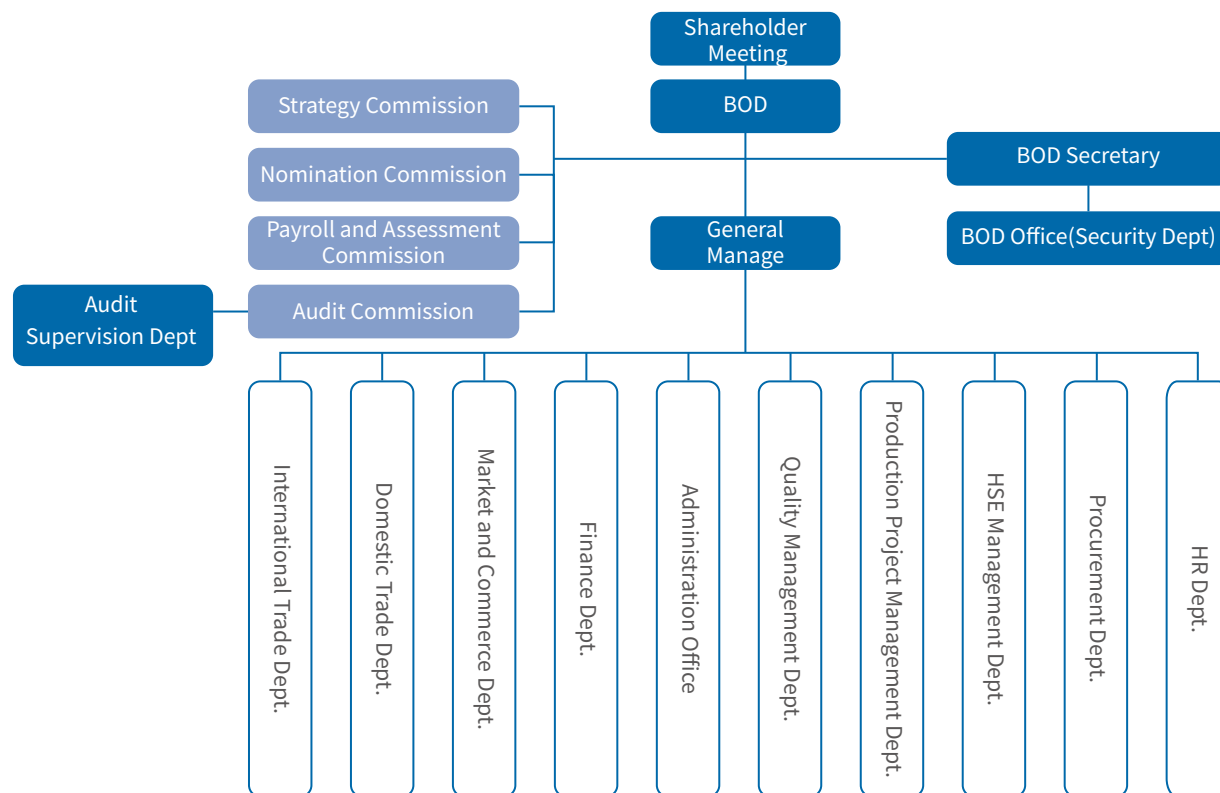 Shareholder
Meeting
Strategy Commission
BOD
BOD Secretary
Nomination Commission
Payroll and Assessment
Commission
General
Manage
BOD Office(Security Dept)
Audit
Supervision Dept
Audit Commission
International Trade Dept.
Domestic Trade Dept.
Market and Commerce Dept.
Finance Dept.
Administration Office
Quality Management Dept.
Production Project Management Dept.
HSE Management Dept.
Procurement Dept.
HR Dept.